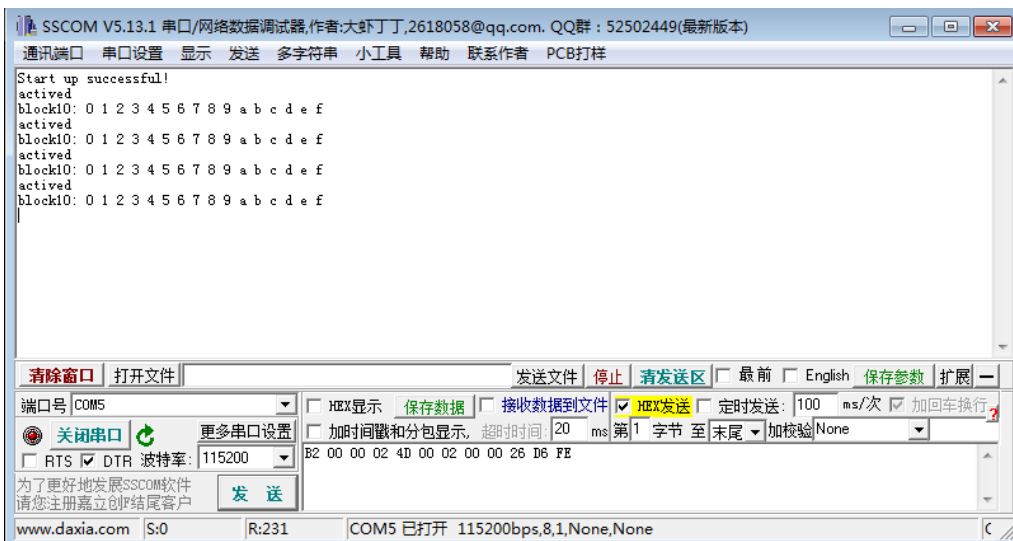 SSCOM V5.13.1 串口/网络数据调试器,作者:大虾丁丁,2618058@qq.com. QQ群：52502449(最新版本)
通讯端口 串口设置 显示 发送 多字符串 小工具 帮助 联系作者 PCB打样
Start up successful!
actived
block10: 0 1 2 3 4 5 6 7 8 9 a b c d e f
actived
block10: 0 1 2 3 4 5 6 7 8 9 a b c d e f
actived
block10: 0 1 2 3 4 5 6 7 8 9 a b c d e f
actived
block10: 0 1 2 3 4 5 6 7 8 9 a b c d e f
清除窗口 打开文件 发送文件 停止 清发送区 最前 English 保存参数 扩展 —
端口号 COM5 HEX显示 保存数据 接收数据到文件 HEX发送 定时发送: 100 ms/次 加回车换行
关闭串口 更多串口设置 加时间戳和分包显示, 超时时间: 20 ms 第 1 字节 至 末尾 加校验 None
RTS DTR 波特率: 115200
B2 00 00 02 4D 00 02 00 00 26 D6 FE
为了更好地发展SSCOM软件
请您注册嘉立创F结尾客户
发 送
www.daxia.com S:0 R:231 COM5 已打开 115200bps,8,1,None,None